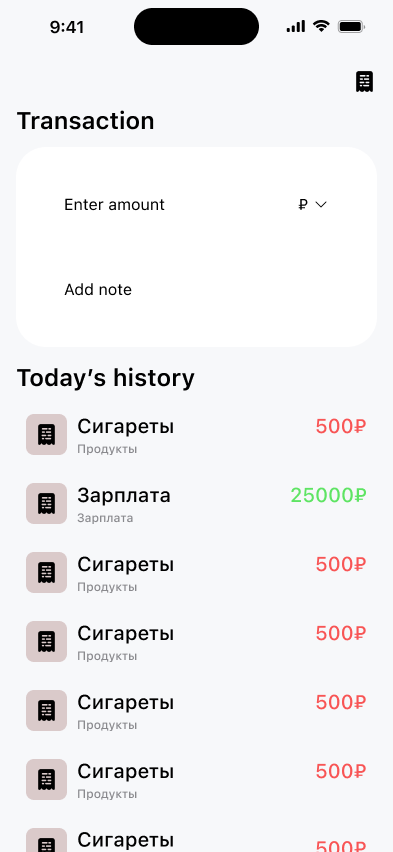 9:41
Transaction
Enter amount ₽
Add note
Today’s history
Сигареты 500₽
Продукты
Зарплата 25000₽
Зарплата
Сигареты 500₽
Продукты
Сигареты 500₽
Продукты
Сигареты 500₽
Продукты
Сигареты 500₽
Продукты
Сигареты 500₽